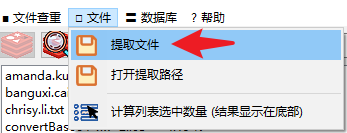 文件查重 文件 数据库 ? 帮助
提取文件
amanda.ku
banguxi.cas
打开提取路径
chrisy.li.txt
计算列表选中数量 (结果显示在底部)